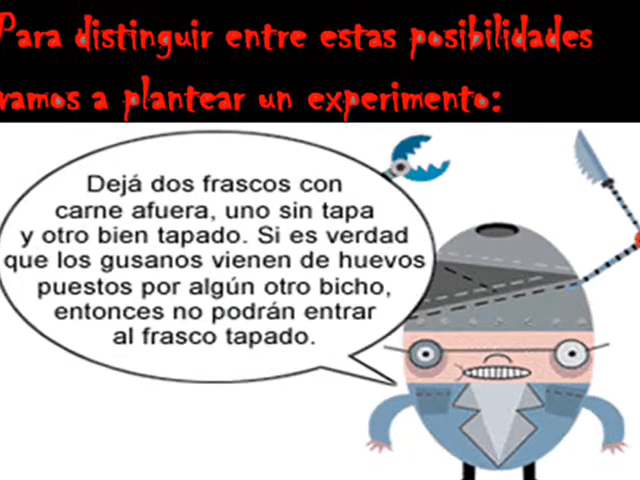 Para distinguir entre estas posibilidades
vamos a plantear un experimento:
Dejá dos frascos con
carne afuera, uno sin tapa
y otro bien tapado. Si es verdad
que los gusanos vienen de huevos
puestos por algún otro bicho,
entonces no podrán entrar
al frasco tapado.